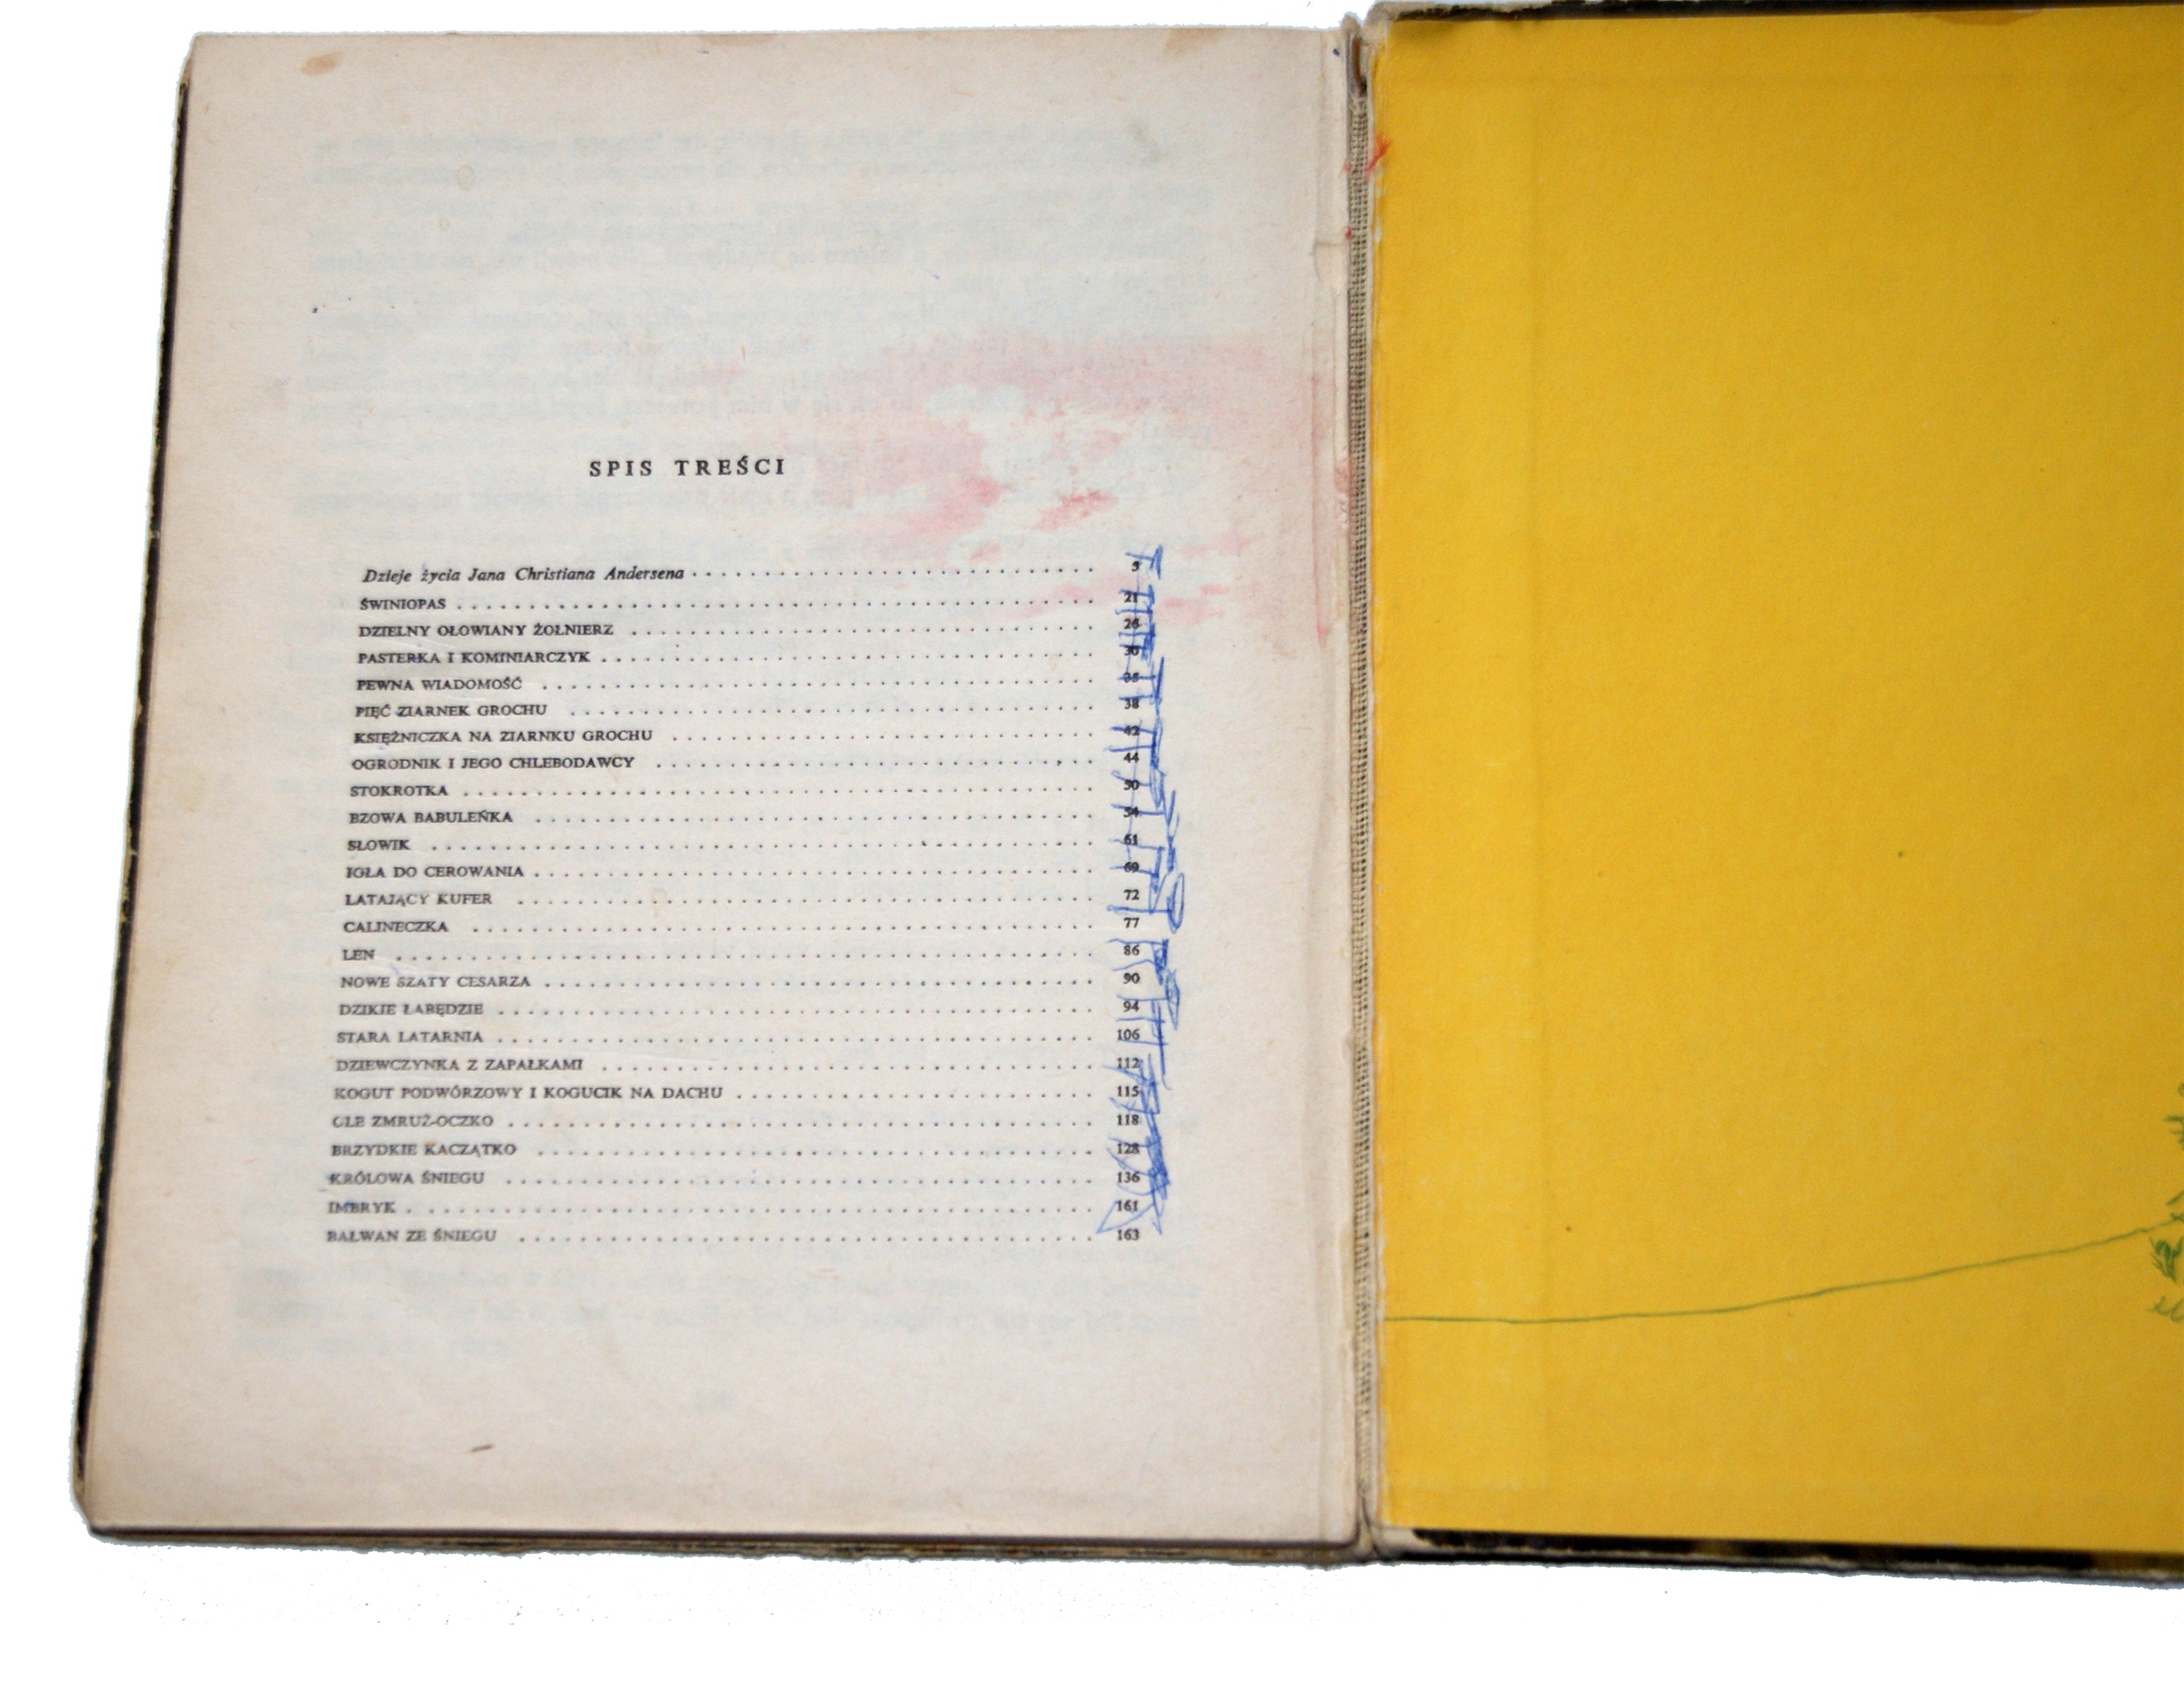 SPIS TREŚCI
Dzieje życia Jana Christiana Andersena . . . . . . . . . . . . . . . . . . . . . . . . . . . . 5
ŚWINIOPAS . . . . . . . . . . . . . . . . . . . . . . . . . . . . 21
DZIELNY OŁOWIANY ŻOŁNIERZ . . . . . . . . . . . . . . . . . . . . . . . . . . . . 26
PASTERKA I KOMINIARCZYK . . . . . . . . . . . . . . . . . . . . . . . . . . . . 30
PEWNA WIADOMOŚĆ . . . . . . . . . . . . . . . . . . . . . . . . . . . . 35
PIĘĆ ZIARNEK GROCHU . . . . . . . . . . . . . . . . . . . . . . . . . . . . 38
KSIĘŻNICZKA NA ZIARNKU GROCHU . . . . . . . . . . . . . . . . . . . . . . . . . . . . 42
OGRODNIK I JEGO CHLEBODAWCY . . . . . . . . . . . . . . . . . . . . . . . . . . . . 44
STOKROTKA . . . . . . . . . . . . . . . . . . . . . . . . . . . . 50
BZOWA BABULEŃKA . . . . . . . . . . . . . . . . . . . . . . . . . . . . 54
SŁOWIK . . . . . . . . . . . . . . . . . . . . . . . . . . . . 61
IGŁA DO CEROWANIA . . . . . . . . . . . . . . . . . . . . . . . . . . . . 69
LATAJĄCY KUFER . . . . . . . . . . . . . . . . . . . . . . . . . . . . 72
CALINECZKA . . . . . . . . . . . . . . . . . . . . . . . . . . . . 77
LEN . . . . . . . . . . . . . . . . . . . . . . . . . . . . 86
NOWE SZATY CESARZA . . . . . . . . . . . . . . . . . . . . . . . . . . . . 90
DZIKIE ŁABĘDZIE . . . . . . . . . . . . . . . . . . . . . . . . . . . . 94
STARA LATARNIA . . . . . . . . . . . . . . . . . . . . . . . . . . . . 106
DZIEWCZYNKA Z ZAPAŁKAMI . . . . . . . . . . . . . . . . . . . . . . . . . . . . 112
KOGUT PODWÓRZOWY I KOGUCIK NA DACHU . . . . . . . . . . . . . . . . . . . . . . . . 115
OLE ZMRUŻ-OCZKO . . . . . . . . . . . . . . . . . . . . . . . . . . . . 118
BRZYDKIE KACZĄTKO . . . . . . . . . . . . . . . . . . . . . . . . . . . . 128
KRÓLOWA ŚNIEGU . . . . . . . . . . . . . . . . . . . . . . . . . . . . 136
IMBRYK . . . . . . . . . . . . . . . . . . . . . . . . . . . . 161
BAŁWAN ZE ŚNIEGU . . . . . . . . . . . . . . . . . . . . . . . . . . . . 163